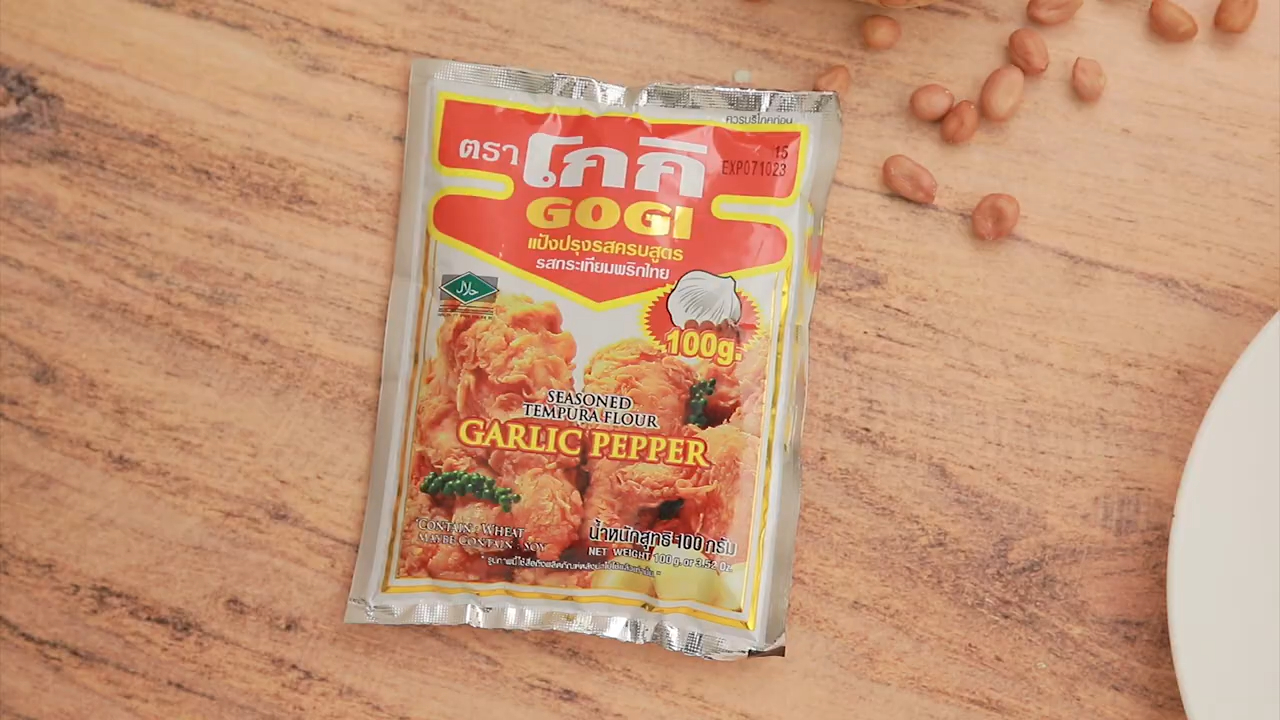 ควรบริโภคก่อน
15
EXP071023
ตรา โกกิ
GOGI
แป้งปรุงรสครบสูตร
รสกระเทียมพริกไทย
حلال
100g.
SEASONED
TEMPURA FLOUR
GARLIC PEPPER
CONTAIN : WHEAT
MAYBE CONTAIN : SOY
น้ำหนักสุทธิ 100 กรัม
NET WEIGHT 100 g. or 3.52 Oz.